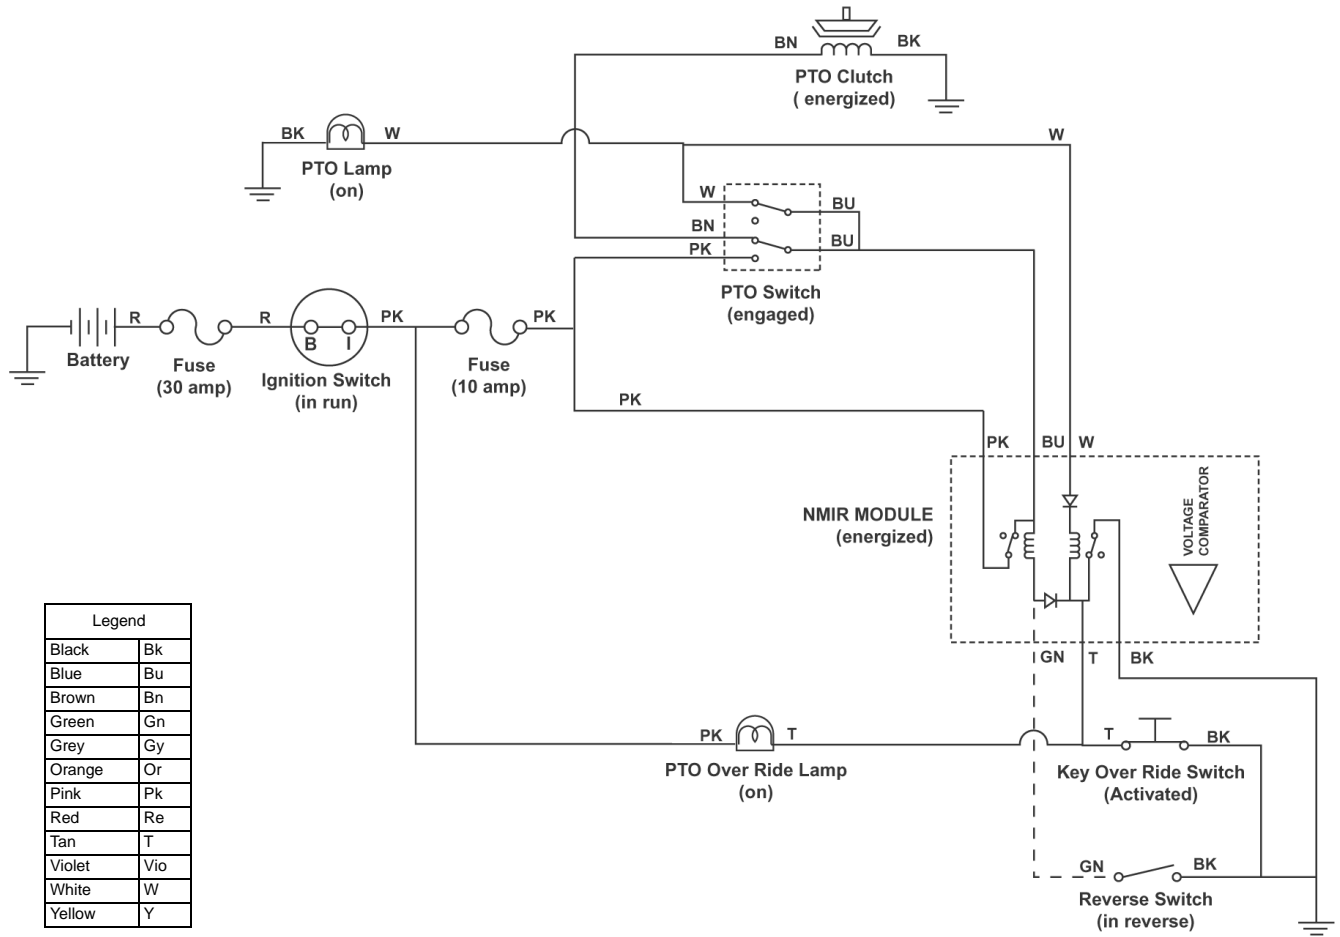 BN
BK
PTO Clutch
( energized)
BK
W
W
PTO Lamp
(on)
W
BU
BN
BU
PK
PTO Switch
(engaged)
R
R
PK
PK
B
I
Battery
Fuse
(30 amp)
Ignition Switch
(in run)
Fuse
(10 amp)
PK
PK
BU
W
NMIR MODULE
(energized)
VOLTAGE
COMPARATOR
GN
T
BK
PK
T
T
BK
PTO Over Ride Lamp
(on)
Key Over Ride Switch
(Activated)
GN
BK
Reverse Switch
(in reverse)
Legend
Black Bk
Blue Bu
Brown Bn
Green Gn
Grey Gy
Orange Or
Pink Pk
Red Re
Tan T
Violet Vio
White W
Yellow Y